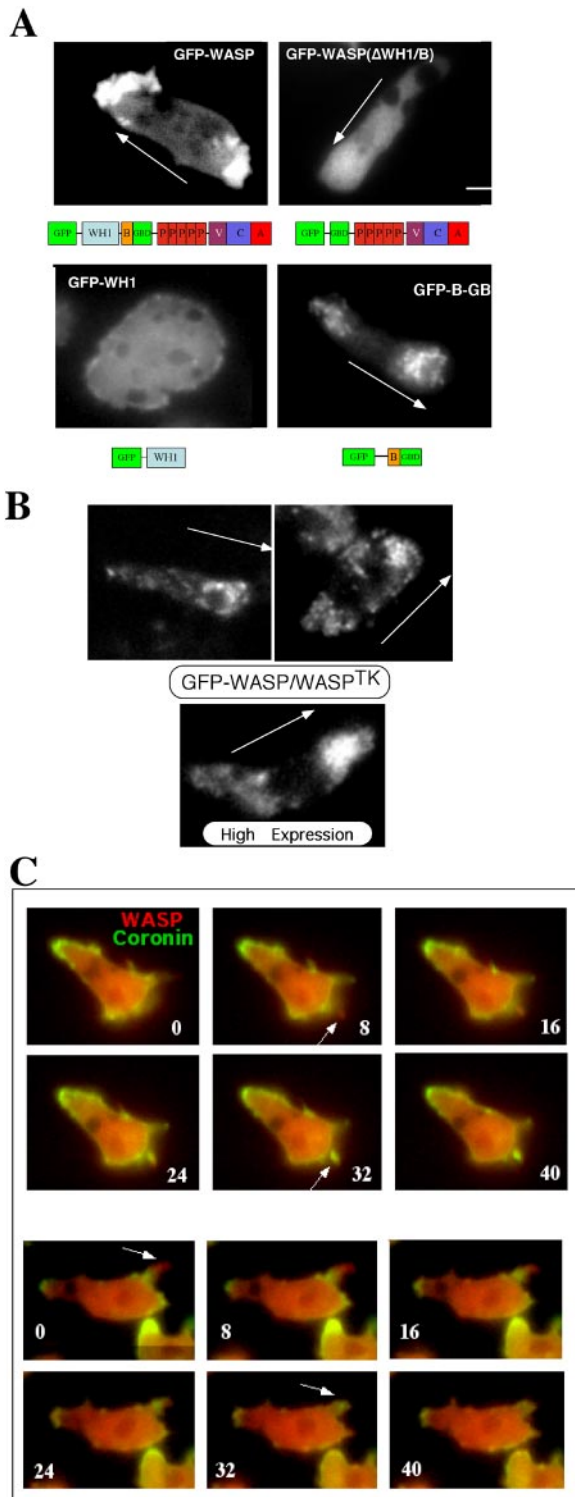 A
GFP-WASP
GFP-WASP(ΔWH1/B)
GFP WH1 B GBD P P P P P V C A
GFP GBD P P P P P V C A
GFP-WH1
GFP-B-GB
GFP WH1
GFP B GBD
B
GFP-WASP/WASPTK
High Expression
C
WASP
Coronin
0 8 16
24 32 40
0 8 16
24 32 40